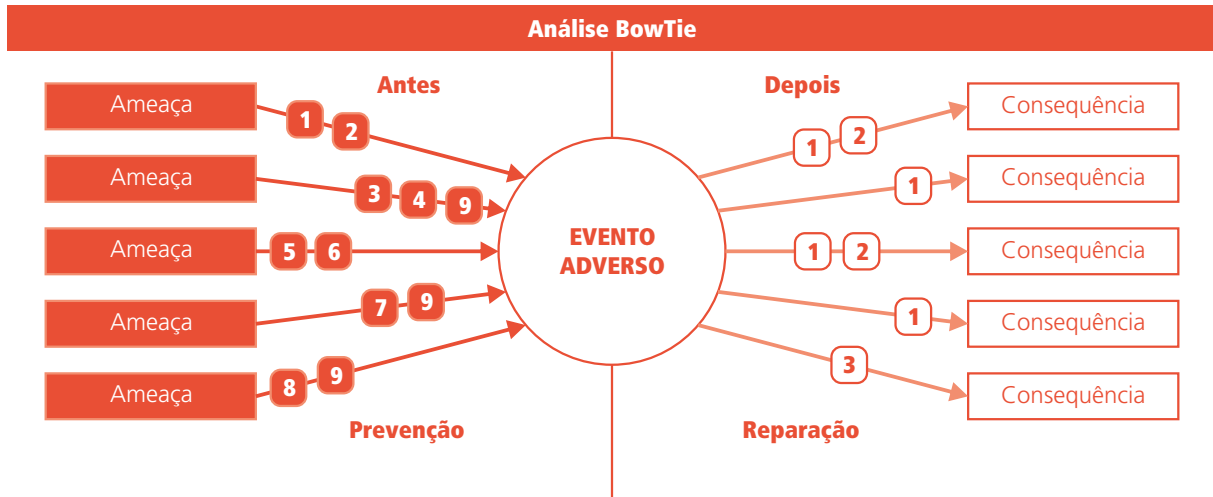 Análise BowTie
Antes
Depois
Ameaça
1
2
1
2
Consequência
Ameaça
3
4
9
1
Consequência
Ameaça
5
6
EVENTO
ADVERSO
1
2
Consequência
Ameaça
7
9
1
Consequência
Ameaça
8
9
3
Consequência
Prevenção
Reparação